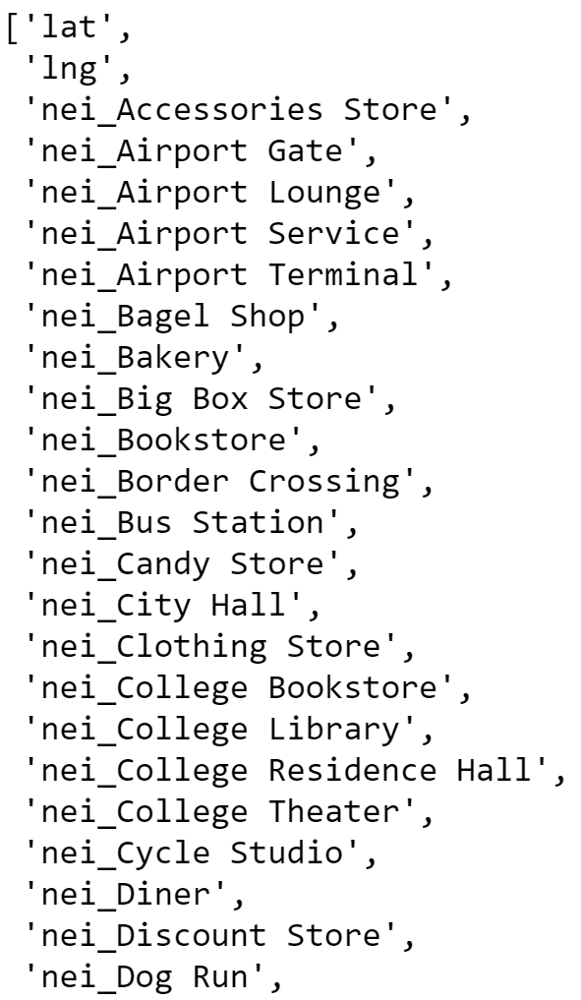 ['lat',
'lng',
'nei_Accessories Store',
'nei_Airport Gate',
'nei_Airport Lounge',
'nei_Airport Service',
'nei_Airport Terminal',
'nei_Bagel Shop',
'nei_Bakery',
'nei_Big Box Store',
'nei_Bookstore',
'nei_Border Crossing',
'nei_Bus Station',
'nei_Candy Store',
'nei_City Hall',
'nei_Clothing Store',
'nei_College Bookstore',
'nei_College Library',
'nei_College Residence Hall',
'nei_College Theater',
'nei_Cycle Studio',
'nei_Diner',
'nei_Discount Store',
'nei_Dog Run',